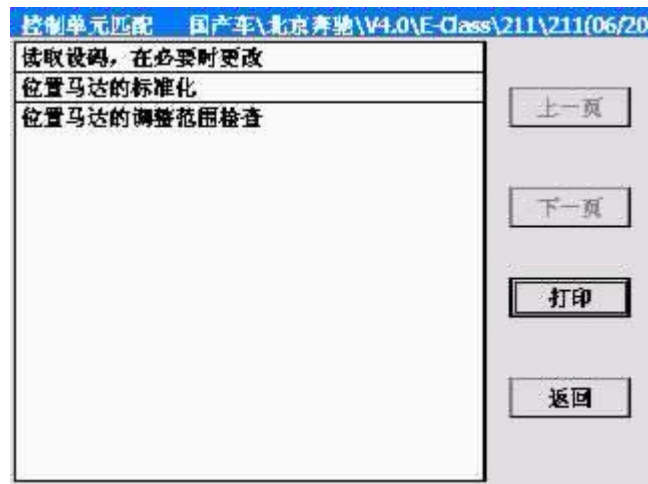 控制单元匹配 国产车\北京奔驰\V4.0\E-Class\211\211(06/20
读取设码，在必要时更改
位置马达的标准化
位置马达的调整范围检查
上一页
下一页
打印
返回